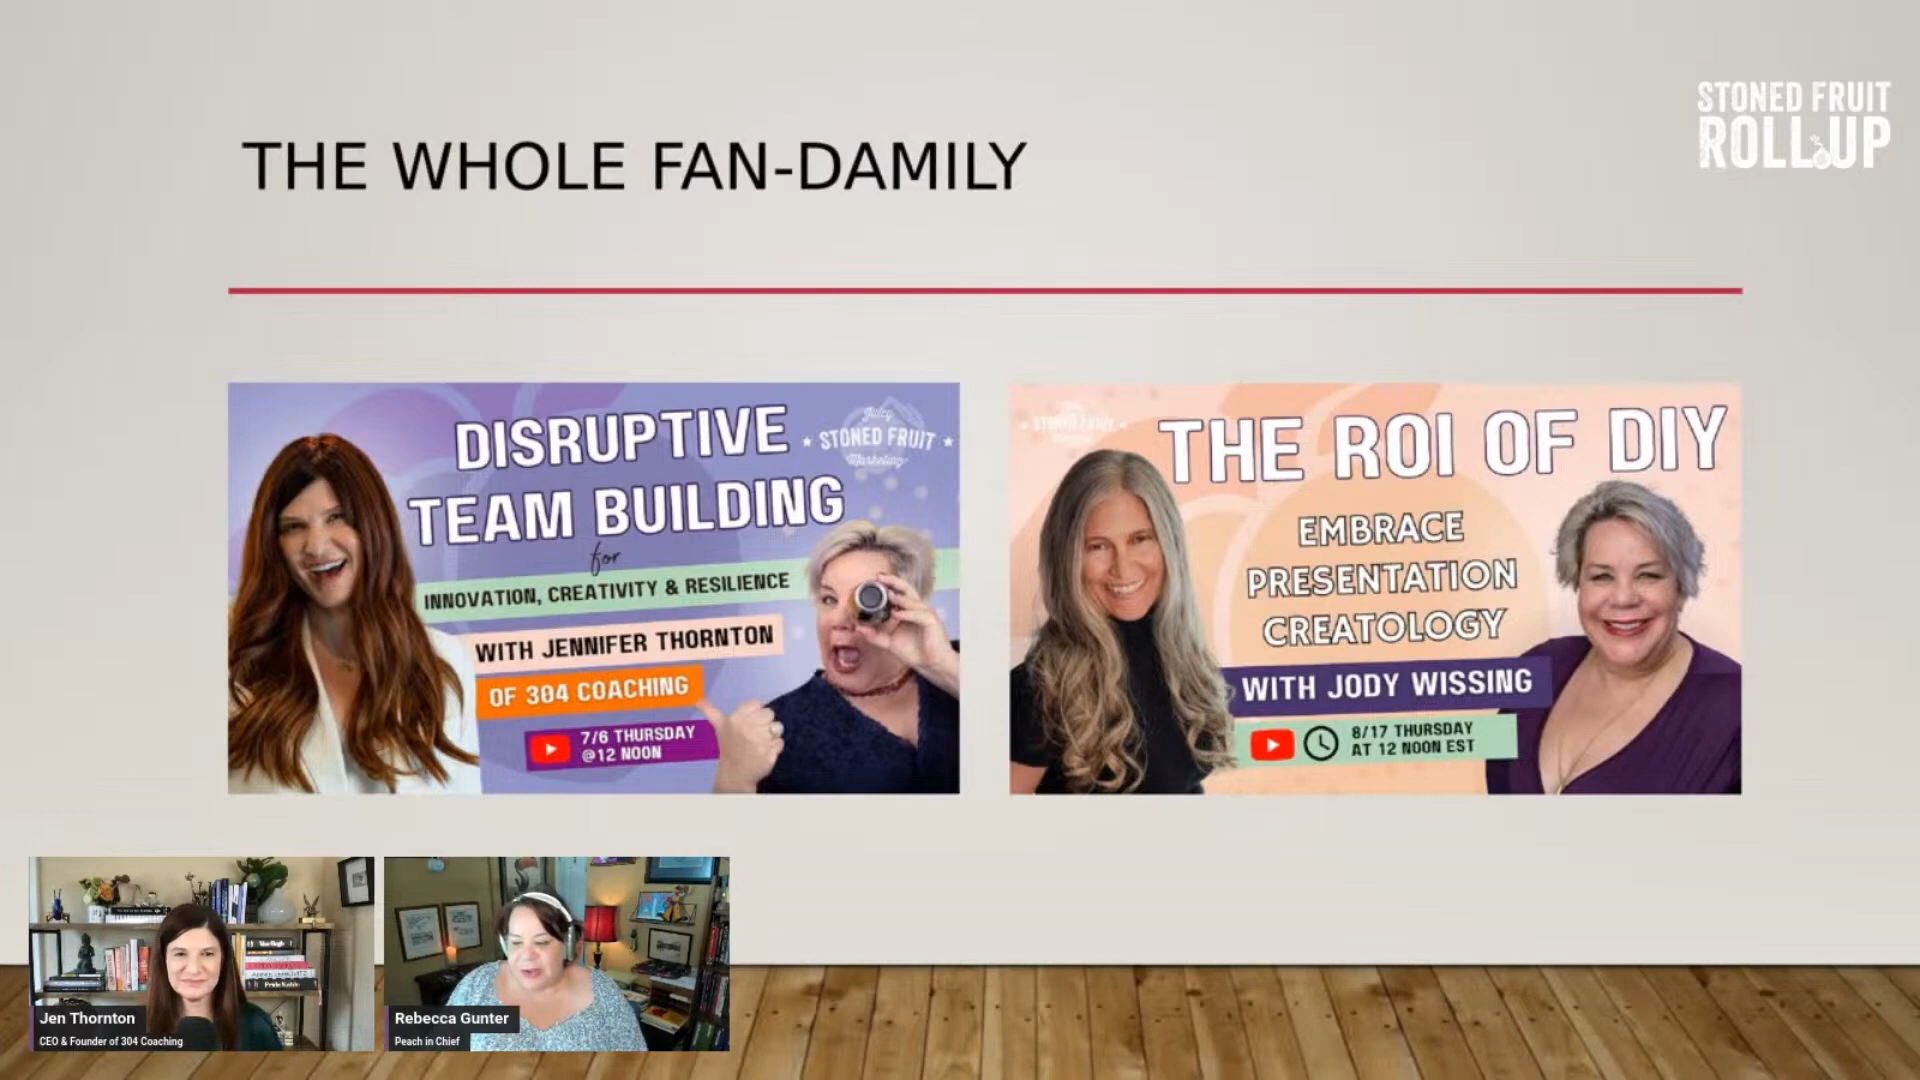 STONED FRUIT
ROLL UP
THE WHOLE FAN-DAMILY
DISRUPTIVE
TEAM BUILDING
for
INNOVATION, CREATIVITY & RESILIENCE
WITH JENNIFER THORNTON
OF 304 COACHING
7/6 THURSDAY
@12 NOON
Juicy
STONED FRUIT
Marketing
STONED FRUIT
THE ROI OF DIY
EMBRACE
PRESENTATION
CREATOLOGY
WITH JODY WISSING
8/17 THURSDAY
AT 12 NOON EST
Jen Thornton
CEO & Founder of 304 Coaching
Rebecca Gunter
Peach in Chief